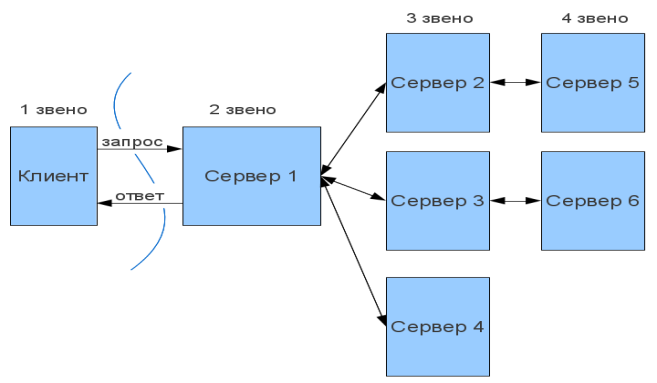 3 звено
4 звено
Сервер 2
Сервер 5
1 звено
2 звено
запрос
Клиент
Сервер 1
ответ
Сервер 3
Сервер 6
Сервер 4